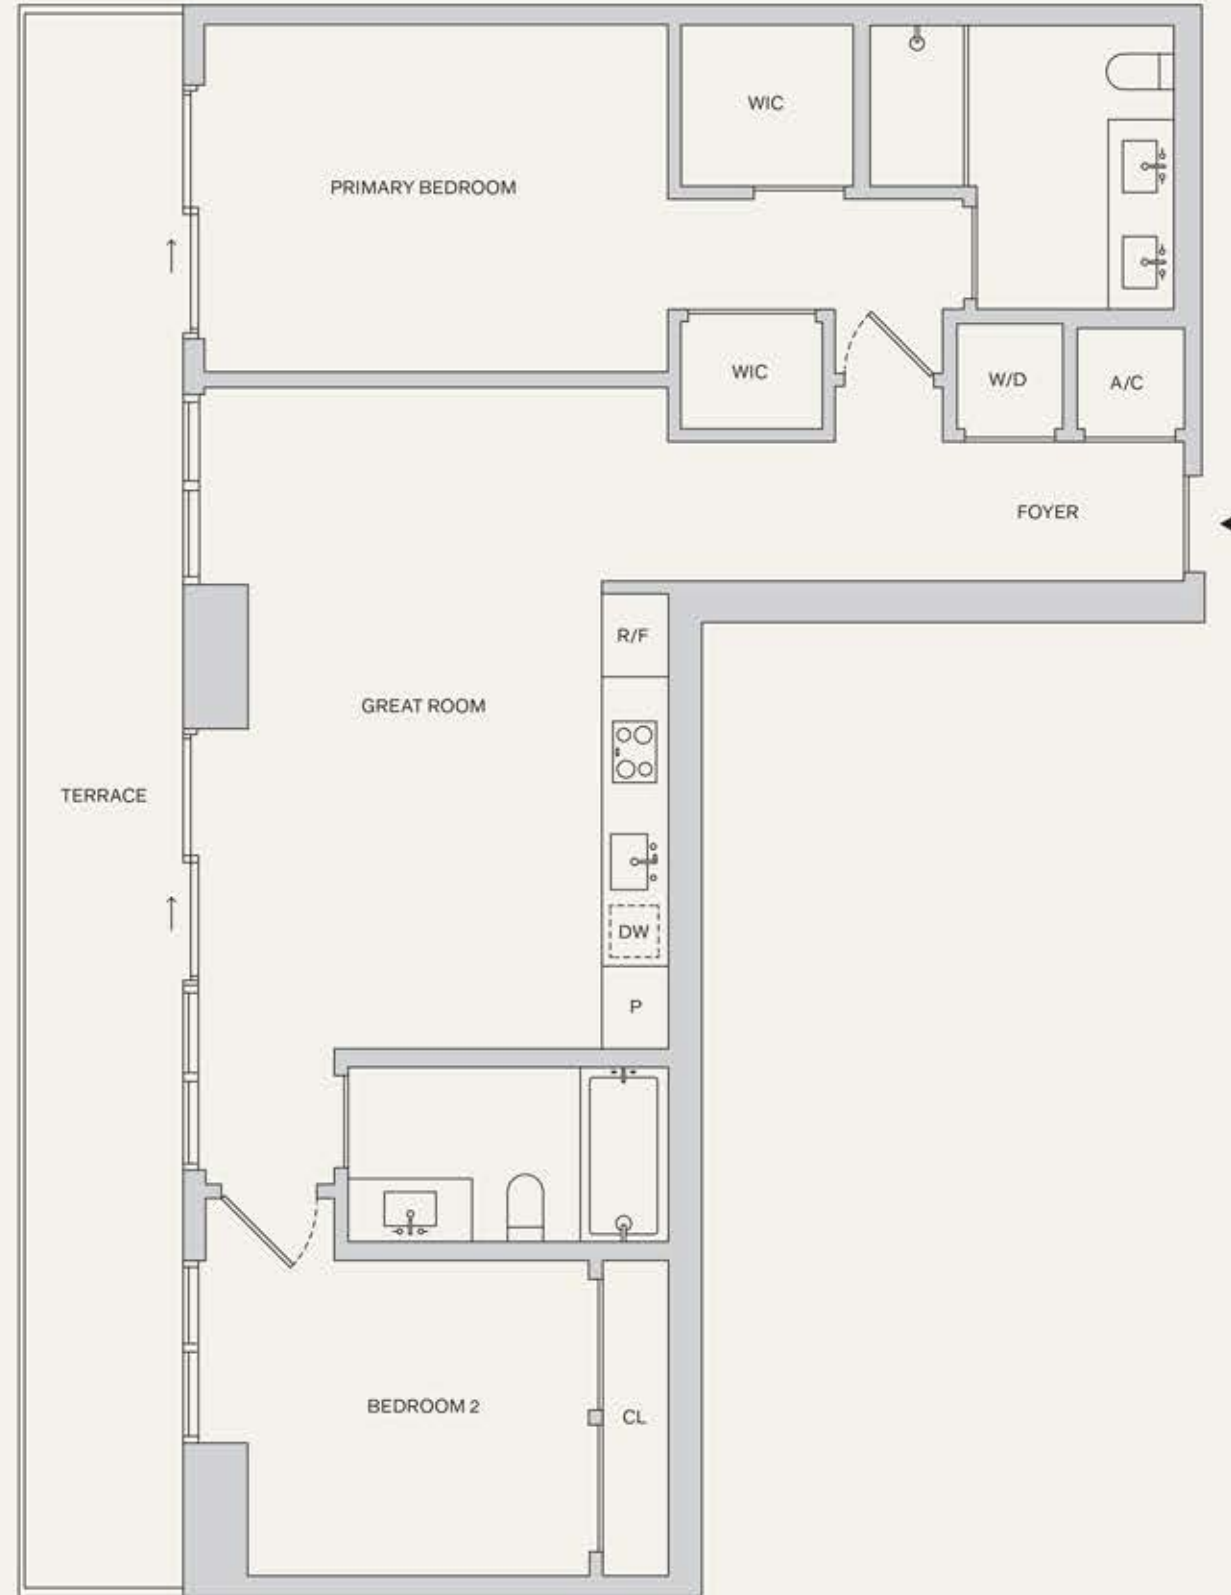 WIC
PRIMARY BEDROOM
WIC
W/D
A/C
FOYER
R/F
GREAT ROOM
TERRACE
DW
P
BEDROOM 2
CL